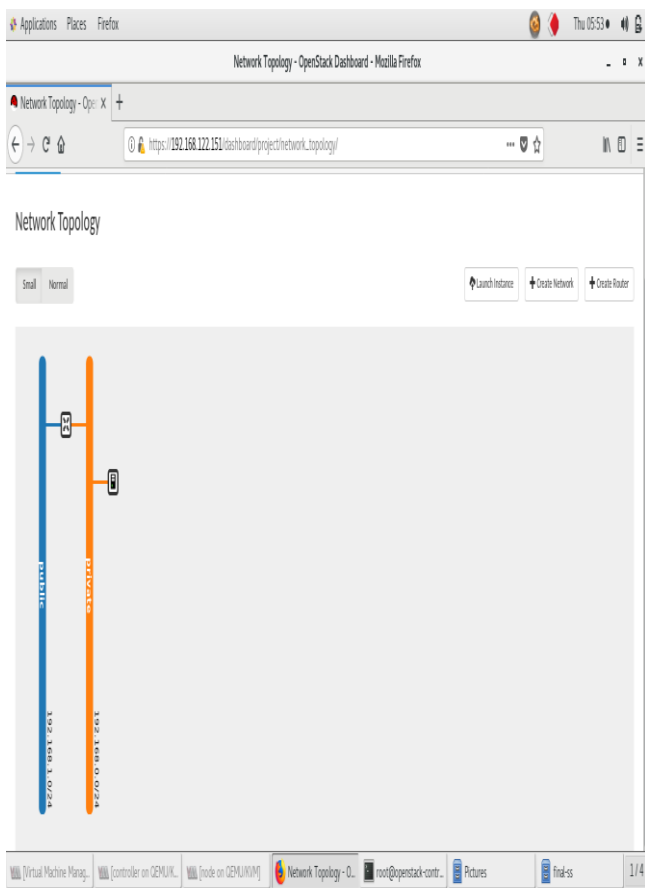 Applications Places Firefox Thu 05:53
Network Topology - OpenStack Dashboard - Mozilla Firefox
Network Topology - Ope X +
https://192.168.122.151/dashboard/project/network_topology/
Network Topology
Small Normal Launch Instance Create Network Create Router
public
private
192.168.1.0/24
192.168.0.0/24
[Virtual Machine Manag... [controller on QEMU/K... [node on QEMU/KVM] Network Topology - O... root@openstack-contr... Pictures final-ss 1/4